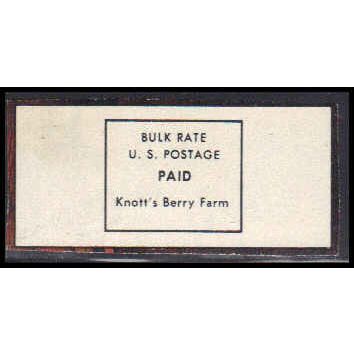 BULK RATE
U. S. POSTAGE
PAID
Knott's Berry Farm